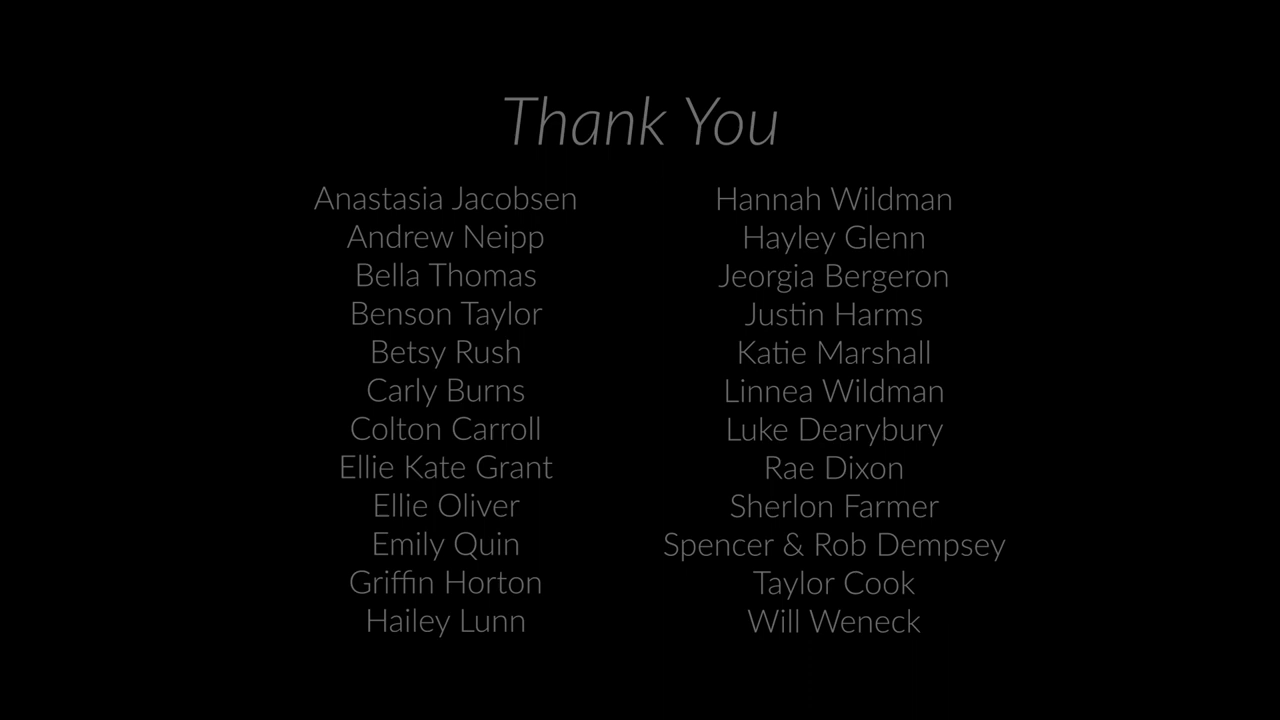 Thank You
Anastasia Jacobsen
Andrew Neipp
Bella Thomas
Benson Taylor
Betsy Rush
Carly Burns
Colton Carroll
Ellie Kate Grant
Ellie Oliver
Emily Quin
Griffin Horton
Hailey Lunn
Hannah Wildman
Hayley Glenn
Jeorgia Bergeron
Justin Harms
Katie Marshall
Linnea Wildman
Luke Dearybury
Rae Dixon
Sherlon Farmer
Spencer & Rob Dempsey
Taylor Cook
Will Weneck